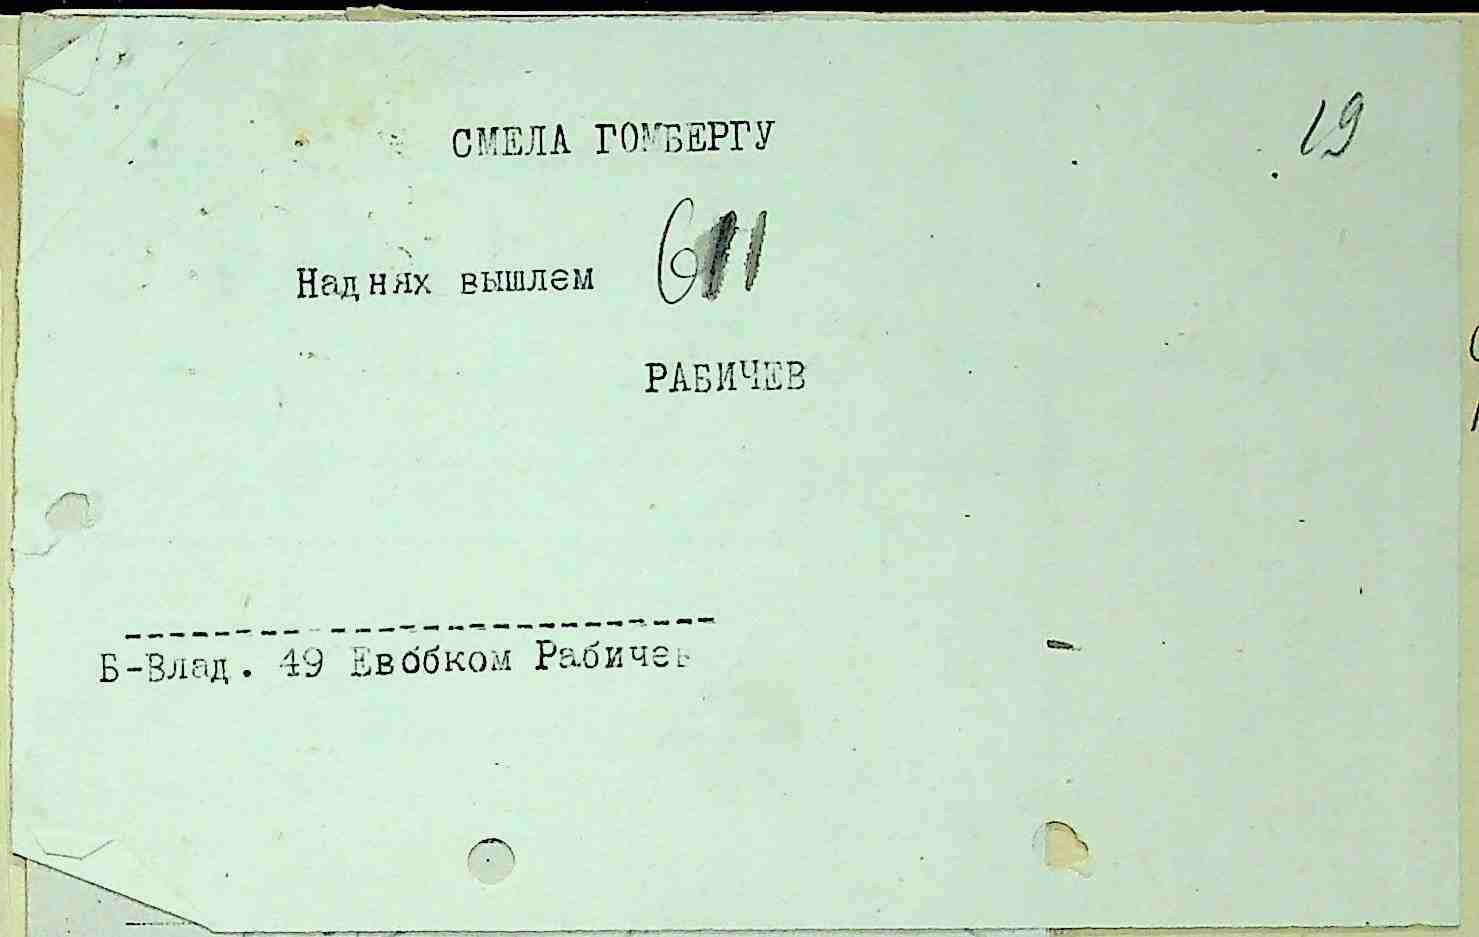 19
СМЕЛА ГОМБЕРГУ
Наднях вышлем
РАБИЧЕВ
Б-Влад. 49 Евобком Рабичев